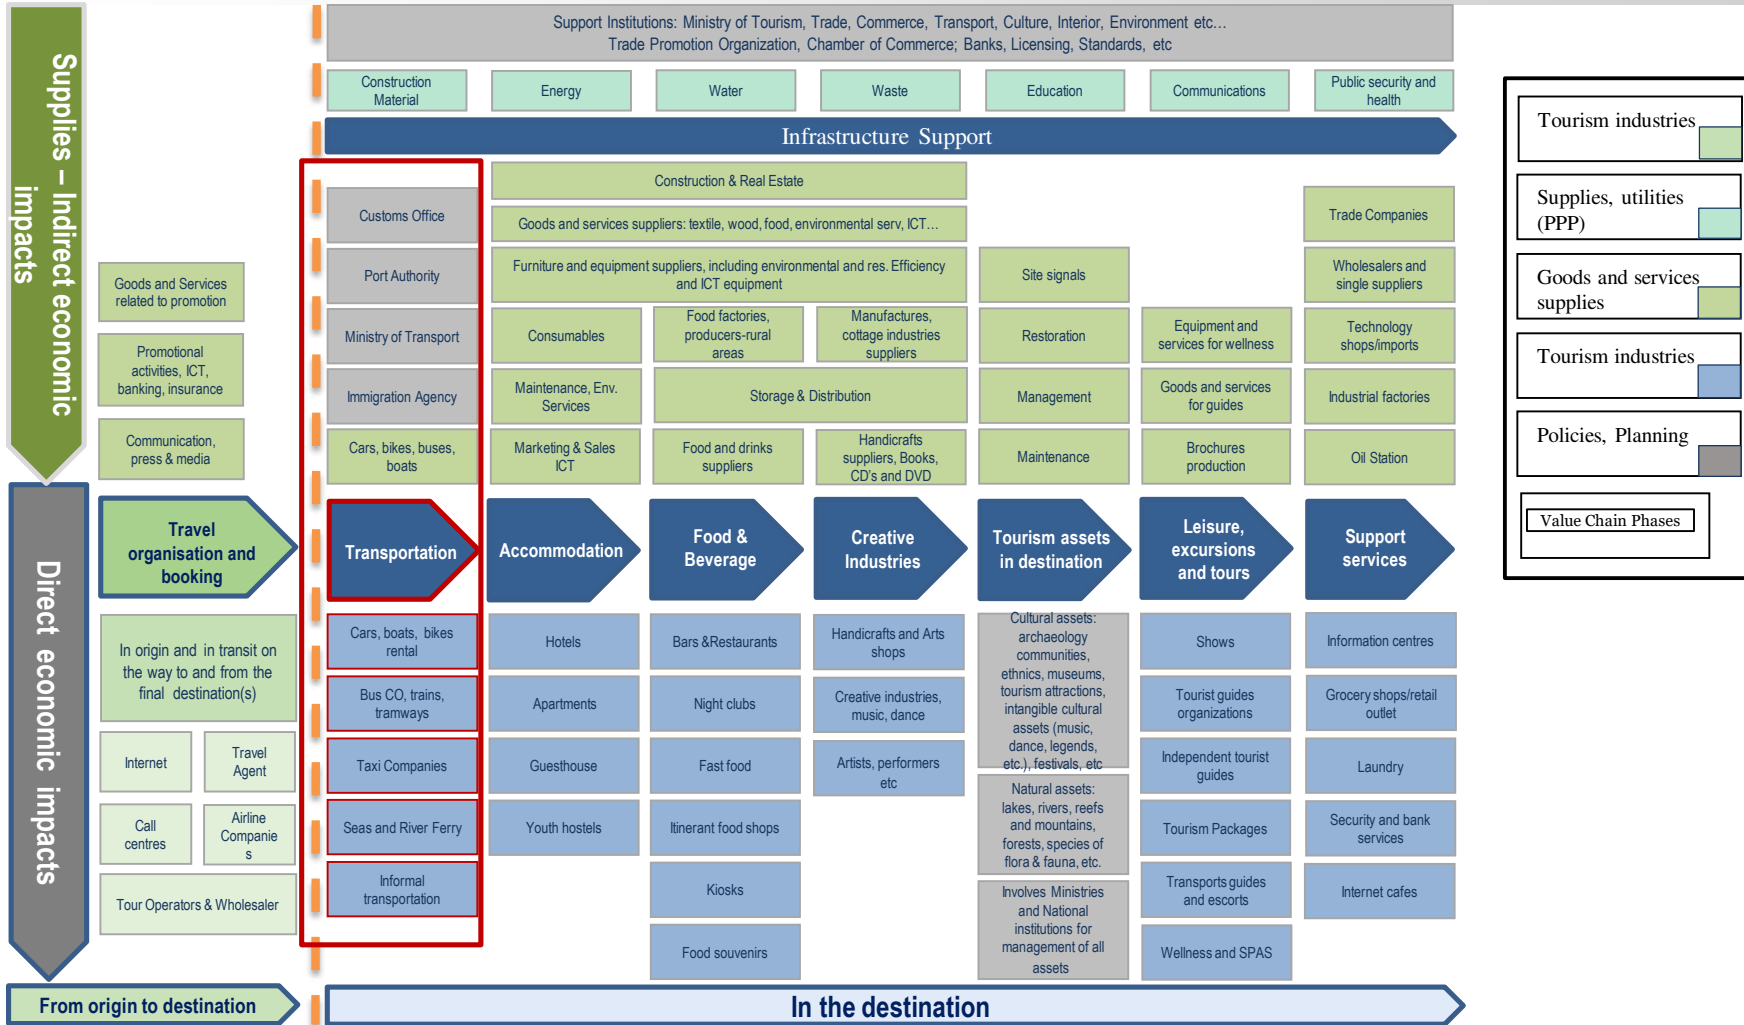 Supplies – Indirect economic
impacts
Direct economic impacts
Support Institutions: Ministry of Tourism, Trade, Commerce, Transport, Culture, Interior, Environment etc…
Trade Promotion Organization, Chamber of Commerce; Banks, Licensing, Standards, etc
Construction
Material
Energy
Water
Waste
Education
Communications
Public security and
health
Infrastructure Support
Goods and Services
related to promotion
Promotional
activities, ICT,
banking, insurance
Communication,
press & media
Customs Office
Port Authority
Ministry of Transport
Immigration Agency
Cars, bikes, buses,
boats
Construction & Real Estate
Goods and services suppliers: textile, wood, food, environmental serv, ICT…
Furniture and equipment suppliers, including environmental and res. Efficiency
and ICT equipment
Consumables
Food factories,
producers-rural
areas
Manufactures,
cottage industries
suppliers
Maintenance, Env.
Services
Storage & Distribution
Marketing & Sales
ICT
Food and drinks
suppliers
Handicrafts
suppliers, Books,
CD's and DVD
Site signals
Restoration
Management
Maintenance
Equipment and
services for wellness
Goods and services
for guides
Brochures
production
Trade Companies
Wholesalers and
single suppliers
Technology
shops/imports
Industrial factories
Oil Station
Travel
organisation and
booking
Transportation
Accommodation
Food &
Beverage
Creative
Industries
Tourism assets
in destination
Leisure,
excursions
and tours
Support
services
In origin and in transit on
the way to and from the
final destination(s)
Internet
Travel
Agent
Call
centres
Airline
Companie
s
Tour Operators & Wholesaler
Cars, boats, bikes
rental
Bus CO, trains,
tramways
Taxi Companies
Seas and River Ferry
Informal
transportation
Hotels
Apartments
Guesthouse
Youth hostels
Bars &Restaurants
Night clubs
Fast food
Itinerant food shops
Kiosks
Food souvenirs
Handicrafts and Arts
shops
Creative industries,
music, dance
Artists, performers
etc
Cultural assets:
archaeology
communities,
ethnics, museums,
tourism attractions,
intangible cultural
assets (music,
dance, legends,
etc.), festivals, etc
Natural assets:
lakes, rivers, reefs
and mountains,
forests, species of
flora & fauna, etc.
Involves Ministries
and National
institutions for
management of all
assets
Shows
Tourist guides
organizations
Independent tourist
guides
Tourism Packages
Transports guides
and escorts
Wellness and SPAS
Information centres
Grocery shops/retail
outlet
Laundry
Security and bank
services
Internet cafes
From origin to destination
In the destination
Tourism industries
Supplies, utilities
(PPP)
Goods and services
supplies
Tourism industries
Policies, Planning
Value Chain Phases